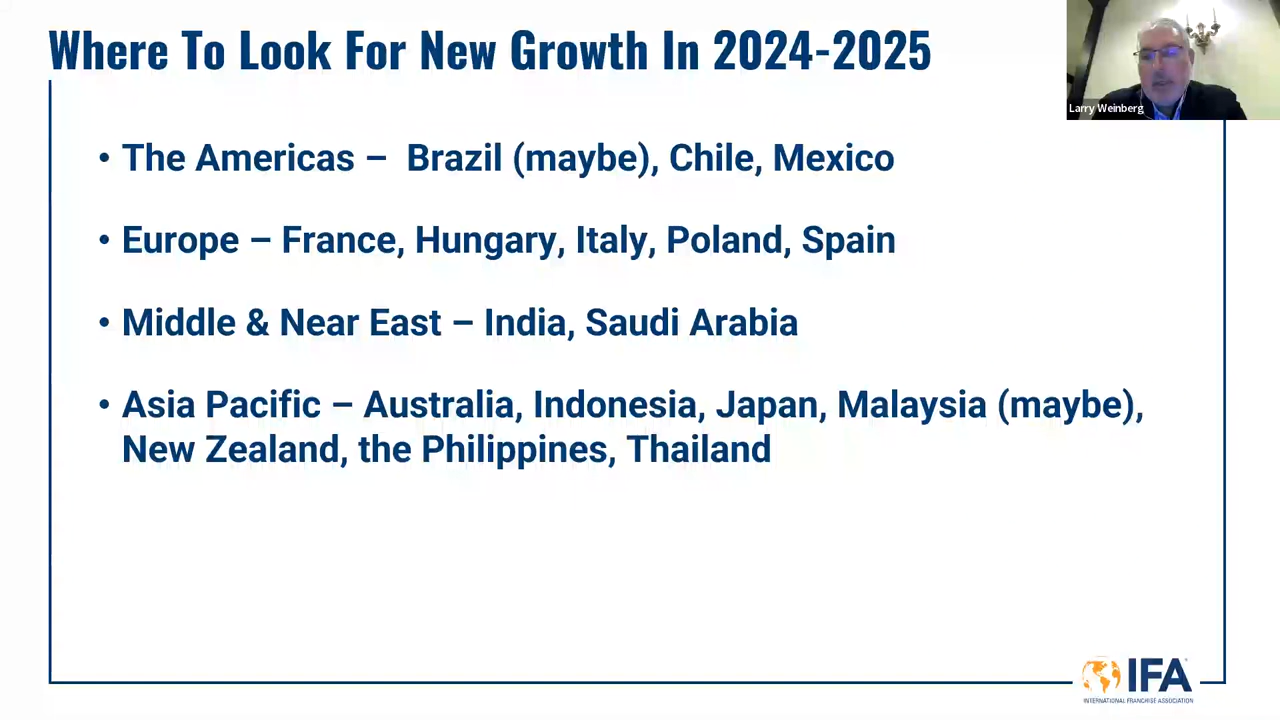 Where To Look For New Growth In 2024-2025
Larry Weinberg
• The Americas – Brazil (maybe), Chile, Mexico
• Europe – France, Hungary, Italy, Poland, Spain
• Middle & Near East – India, Saudi Arabia
• Asia Pacific – Australia, Indonesia, Japan, Malaysia (maybe),
New Zealand, the Philippines, Thailand
IFA
INTERNATIONAL FRANCHISE ASSOCIATION